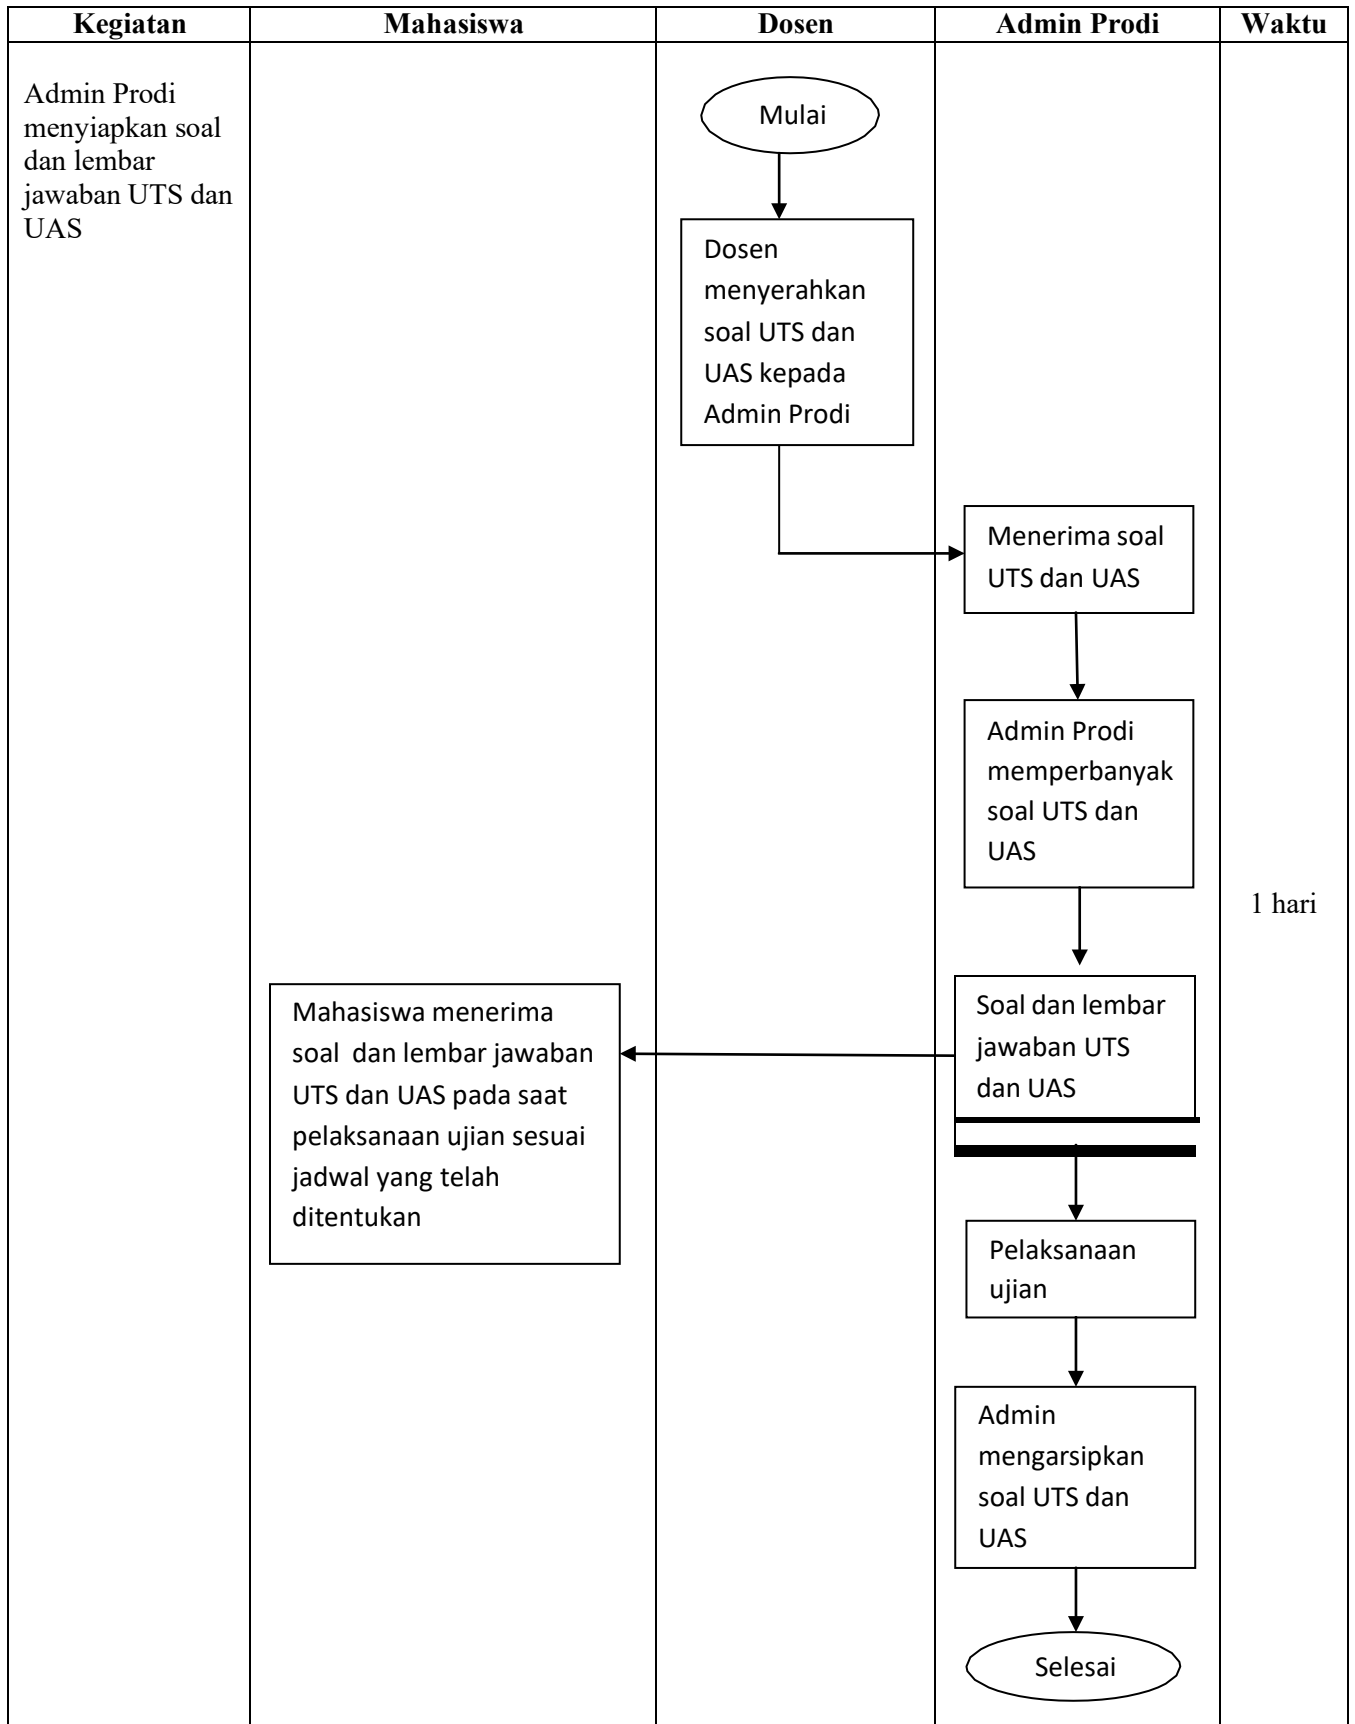 Kegiatan Mahasiswa Dosen Admin Prodi Waktu
Admin Prodi
menyiapkan soal
dan lembar
jawaban UTS dan
UAS
Mulai
Dosen
menyerahkan
soal UTS dan
UAS kepada
Admin Prodi
Menerima soal
UTS dan UAS
Admin Prodi
memperbanyak
soal UTS dan
UAS
1 hari
Soal dan lembar
jawaban UTS
dan UAS
Mahasiswa menerima
soal dan lembar jawaban
UTS dan UAS pada saat
pelaksanaan ujian sesuai
jadwal yang telah
ditentukan
Pelaksanaan
ujian
Admin
mengarsipkan
soal UTS dan
UAS
Selesai